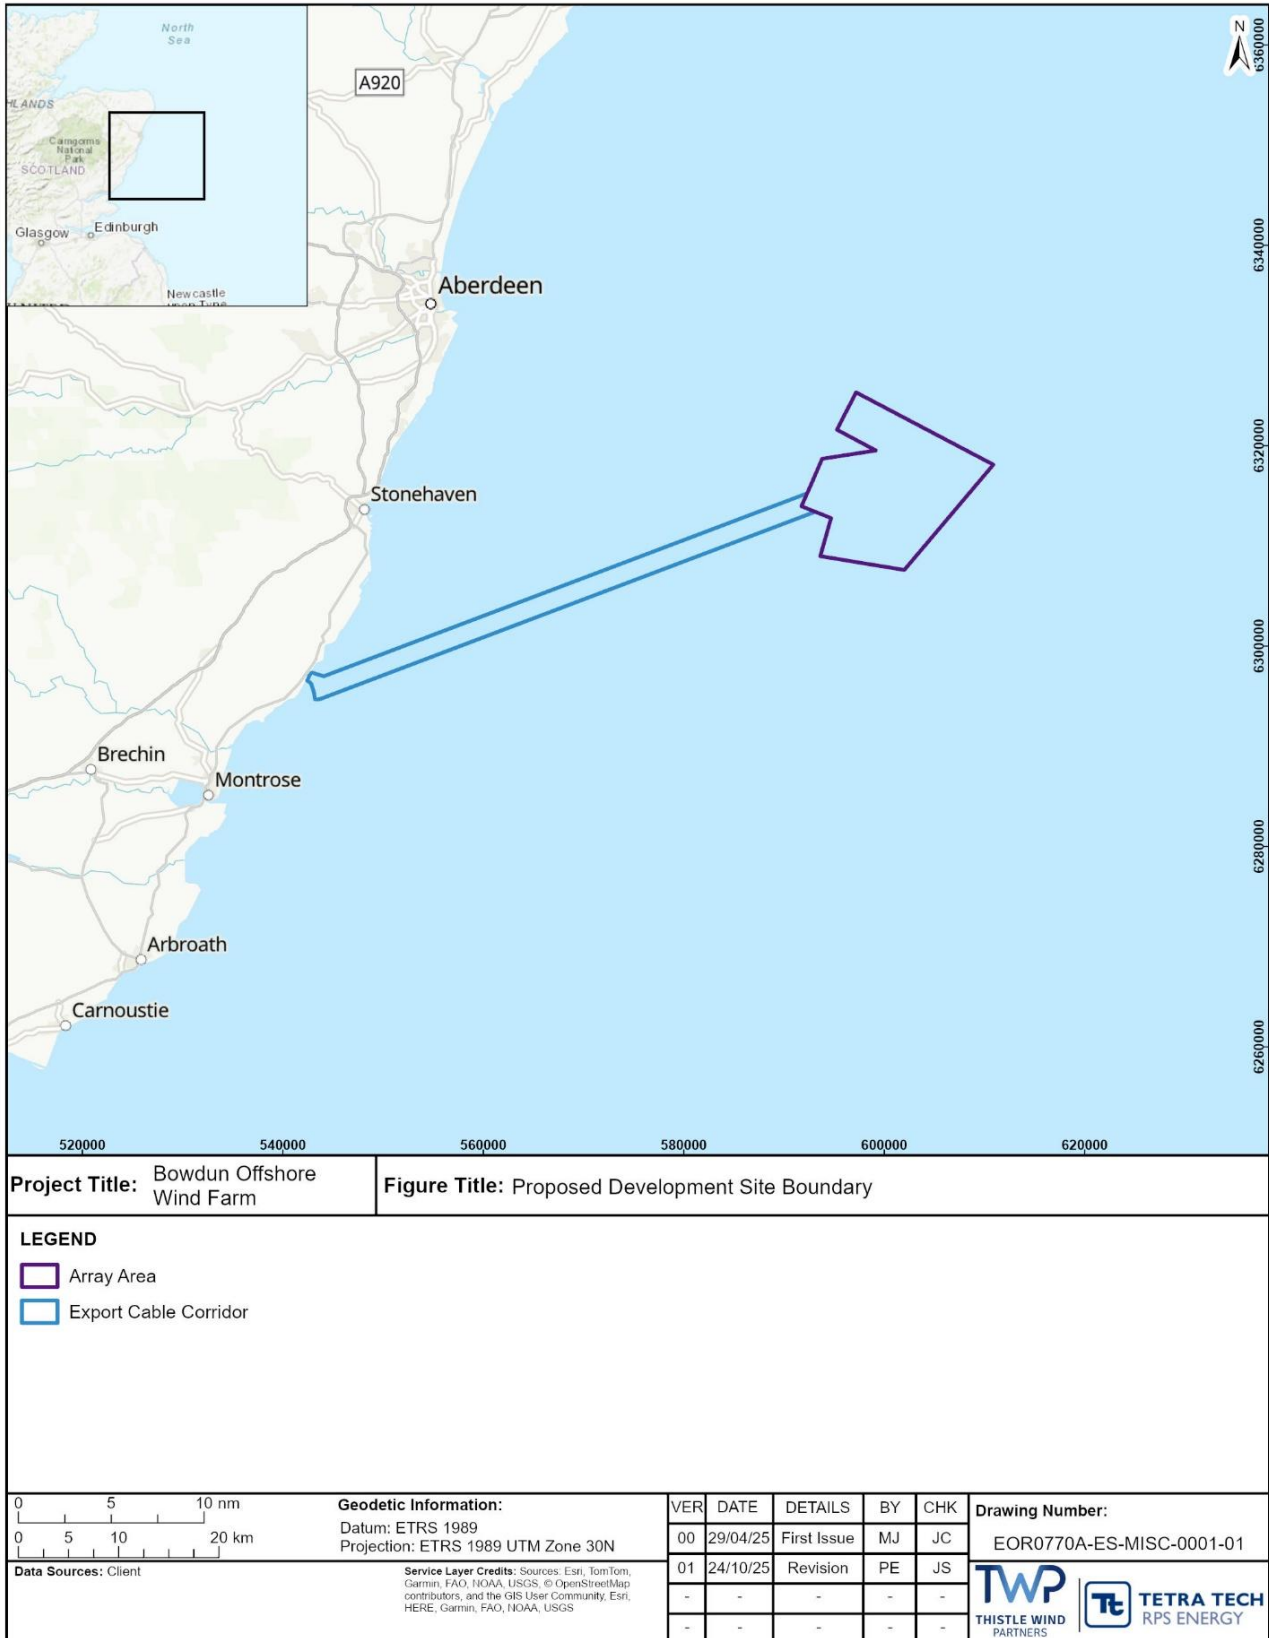 North
Sea
HLANDS
Cairngorms
National
Park
SCOTLAND
Glasgow
Edinburgh
Newcastle
upon Tyne
A920
N
Aberdeen
Stonehaven
Brechin
Montrose
Arbroath
Carnoustie
6360000
6340000
6320000
6300000
6280000
6260000
520000 540000 560000 580000 600000 620000
Project Title: Bowdun Offshore
Wind Farm
Figure Title: Proposed Development Site Boundary
LEGEND
Array Area
Export Cable Corridor
0 5 10 nm
0 5 10 20 km
Data Sources: Client
Geodetic Information:
Datum: ETRS 1989
Projection: ETRS 1989 UTM Zone 30N
Service Layer Credits: Sources: Esri, TomTom,
Garmin, FAO, NOAA, USGS, © OpenStreetMap
contributors, and the GIS User Community, Esri,
HERE, Garmin, FAO, NOAA, USGS
VER DATE DETAILS BY CHK
00 29/04/25 First Issue MJ JC
01 24/10/25 Revision PE JS
- - - - -
- - - - -
Drawing Number:
EOR0770A-ES-MISC-0001-01
TWP
THISTLE WIND
PARTNERS
Tt
TETRA TECH
RPS ENERGY